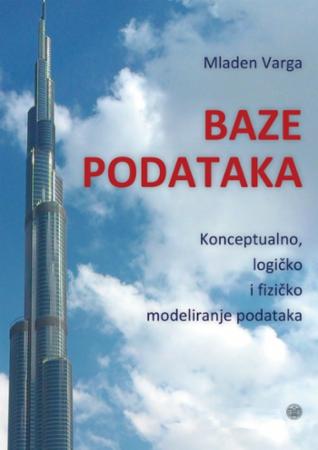 Mladen Varga
BAZE
PODATAKA
Konceptualno,
logičko
i fizičko
modeliranje podataka